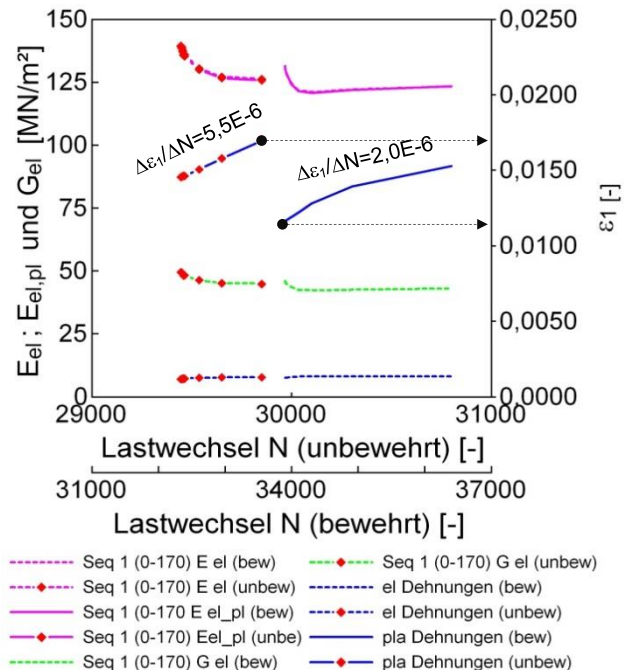 150
125
100
75
50
25
0
E el ; E el,pl und G el [MN/m²]
0,0250
0,0200
0,0150
0,0100
0,0050
0,0000
ε1 [-]
Δε₁/ΔN=5,5E-6
Δε₁/ΔN=2,0E-6
29000 30000 31000
Lastwechsel N (unbewehrt) [-]
31000 34000 37000
Lastwechsel N (bewehrt) [-]
Seq 1 (0-170) E el (bew)
Seq 1 (0-170) E el (unbew)
Seq 1 (0-170 E el_pl (bew)
Seq 1 (0-170) Eel_pl (unbe)
Seq 1 (0-170) G el (bew)
Seq 1 (0-170) G el (unbew)
el Dehnungen (bew)
el Dehnungen (unbew)
pla Dehnungen (bew)
pla Dehnungen (unbew)